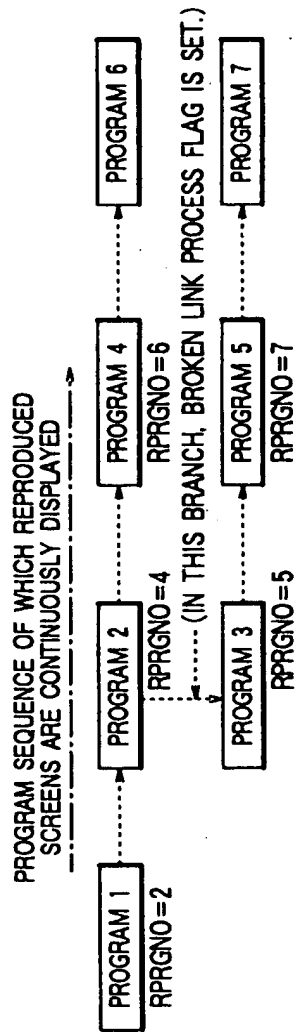 PROGRAM SEQUENCE OF WHICH REPRODUCED
SCREENS ARE CONTINUOUSLY DISPLAYED
PROGRAM 1
RPRGNO=2
PROGRAM 2
RPRGNO=4
PROGRAM 4
RPRGNO=6
PROGRAM 6
(IN THIS BRANCH, BROKEN LINK PROCESS FLAG IS SET.)
PROGRAM 3
RPRGNO=5
PROGRAM 5
RPRGNO=7
PROGRAM 7